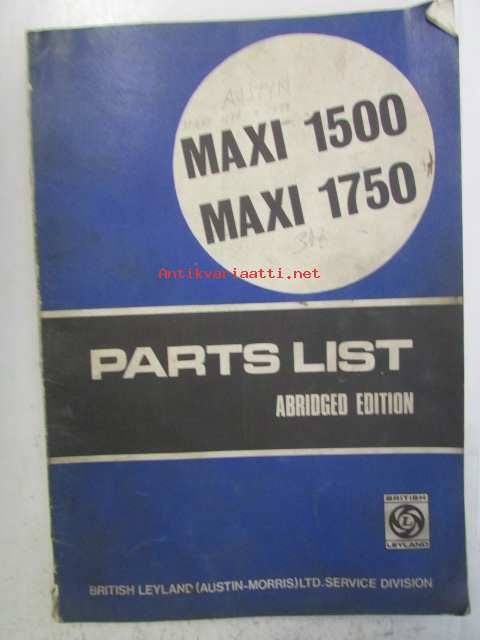 AUSTIN
MAXI 1500
MAXI 1750
Antikvariaatti.net
PARTS LIST
ABRIDGED EDITION
BRITISH
L
LEYLAND
BRITISH LEYLAND (AUSTIN-MORRIS) LTD. SERVICE DIVISION